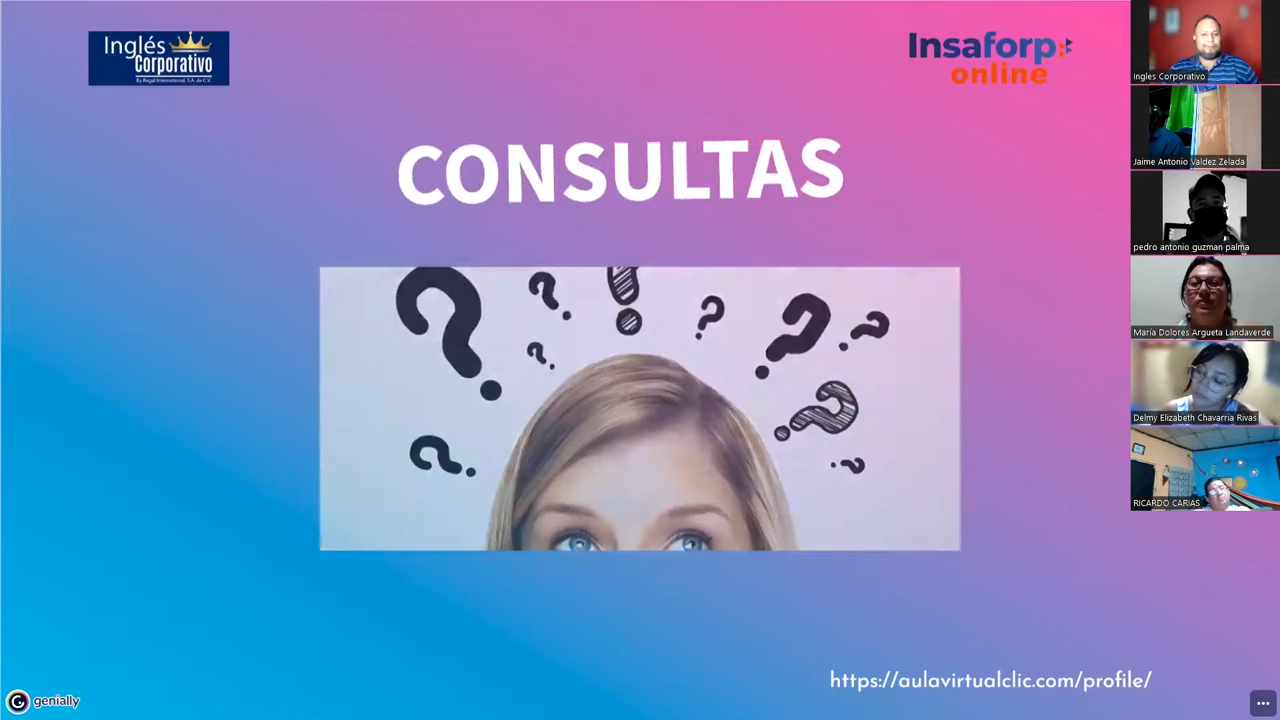 Inglés
Corporativo
By Regal International, S.A. de C.V.
Insaforp
online
CONSULTAS
https://aulavirtualclic.com/profile/
genially
Ingles Corporativo
Jaime Antonio Valdez Zelada
pedro antonio guzman palma
María Dolores Argueta Landaverde
Delmy Elizabeth Chavarria Rivas
RICARDO CARIAS